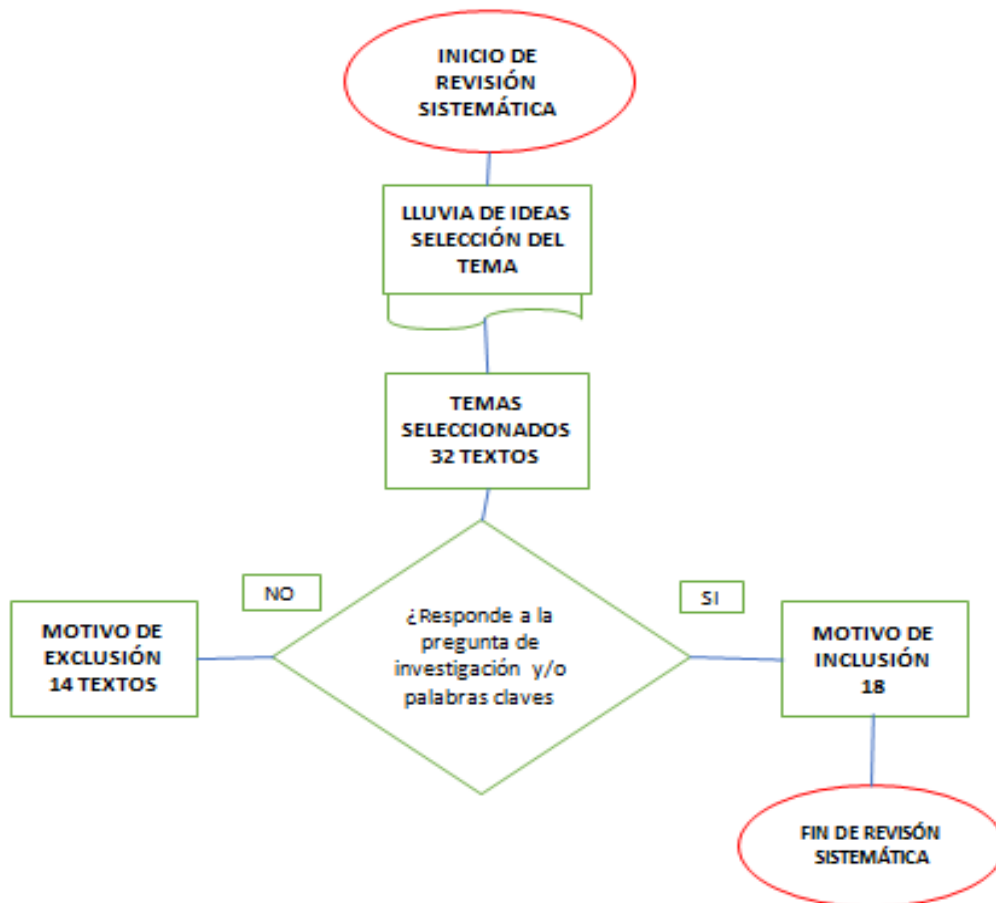 INICIO DE
REVISIÓN
SISTEMÁTICA
LLUVIA DE IDEAS
SELECCIÓN DEL
TEMA
TEMAS
SELECCIONADOS
32 TEXTOS
NO
SI
¿Responde a la
pregunta de
investigación y/o
palabras claves
MOTIVO DE
EXCLUSIÓN
14 TEXTOS
MOTIVO DE
INCLUSIÓN
18
FIN DE REVISÓN
SISTEMÁTICA